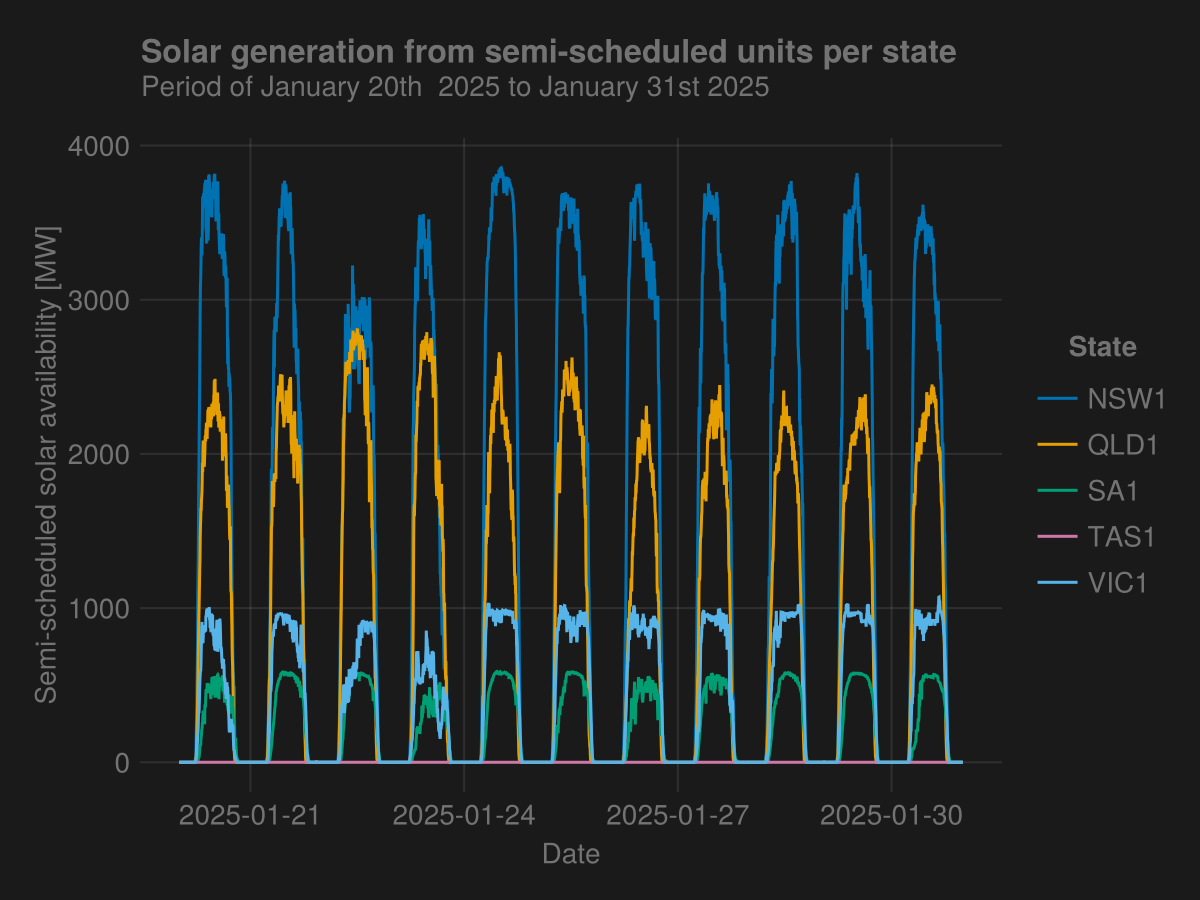 Solar generation from semi-scheduled units per state
Period of January 20th  2025 to January 31st 2025
Semi-scheduled solar availability [MW]
4000
3000
2000
1000
0
2025-01-21
2025-01-24
2025-01-27
2025-01-30
Date
State
NSW1
QLD1
SA1
TAS1
VIC1